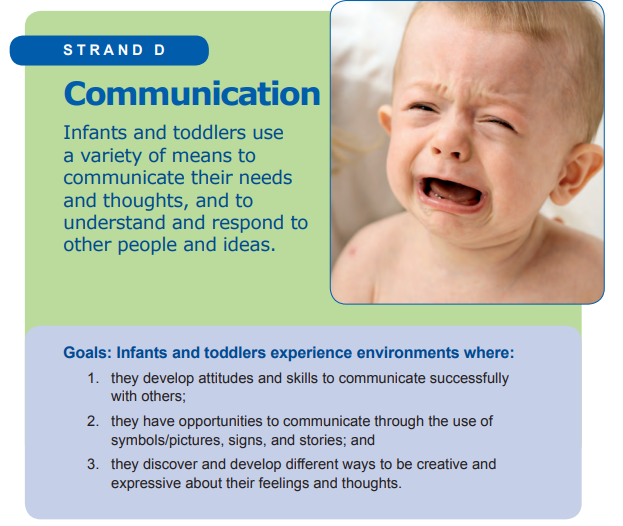 STRAND D
Communication
Infants and toddlers use
a variety of means to
communicate their needs
and thoughts, and to
understand and respond to
other people and ideas.
Goals: Infants and toddlers experience environments where:
1. they develop attitudes and skills to communicate successfully
with others;
2. they have opportunities to communicate through the use of
symbols/pictures, signs, and stories; and
3. they discover and develop different ways to be creative and
expressive about their feelings and thoughts.